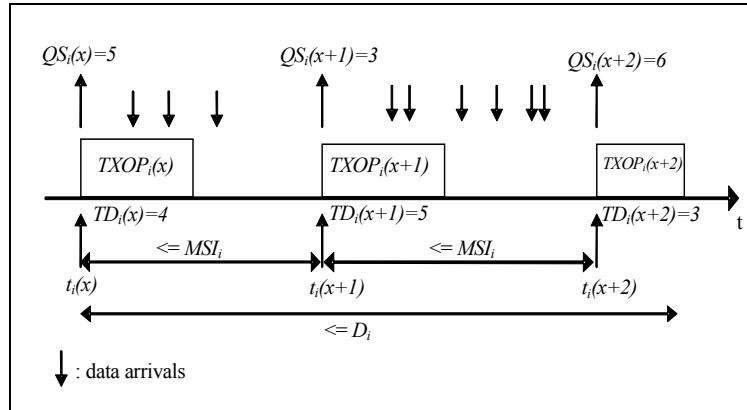 QSi(x)=5 QSi(x+1)=3 QSi(x+2)=6
TXOPi(x) TXOPi(x+1) TXOPi(x+2)
TDi(x)=4 TDi(x+1)=5 TDi(x+2)=3 t
<= MSIi <= MSIi
ti(x) ti(x+1) ti(x+2)
<= Di
: data arrivals